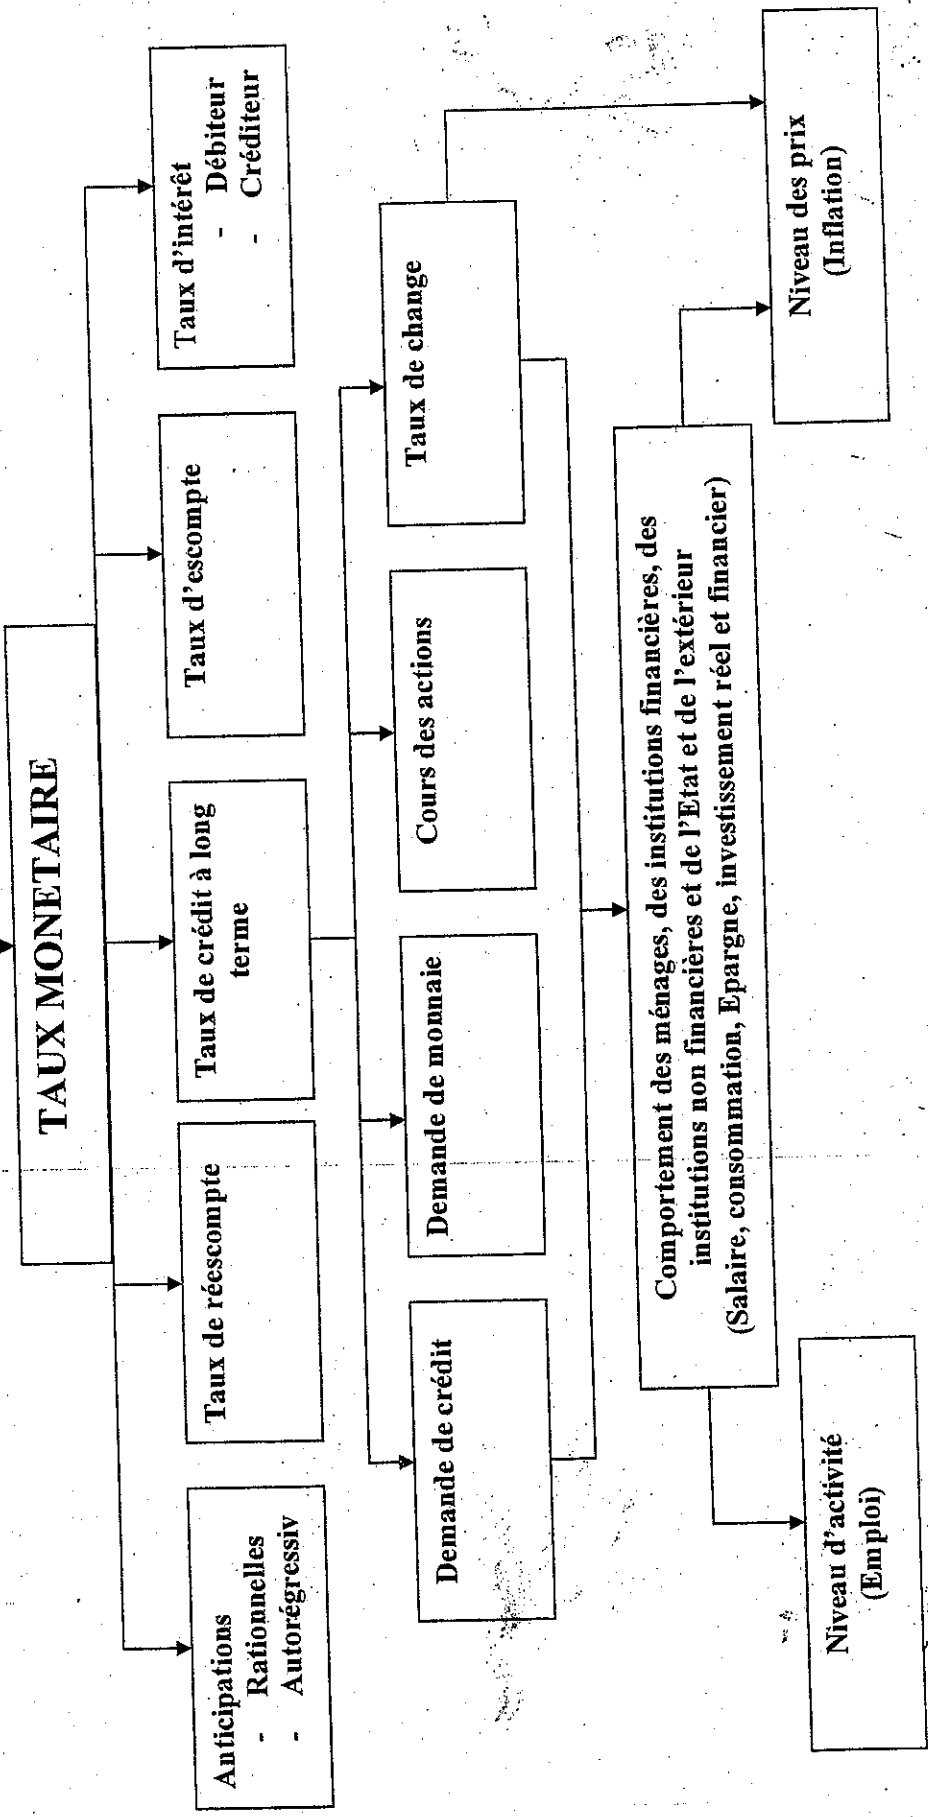 TAUX MONETAIRE
Anticipations
- Rationnelles
- Autorégressiv
Taux de réescompte
Taux de crédit à long
terme
Taux d'escompte
Taux d'intérêt
- Débiteur
- Créditeur
Demande de crédit
Demande de monnaie
Cours des actions
Taux de change
Comportement des ménages, des institutions financières, des
institutions non financières et de l'Etat et de l'extérieur
(Salaire, consommation, Epargne, investissement réel et financier)
Niveau d'activité
(Emploi)
Niveau des prix
(Inflation)